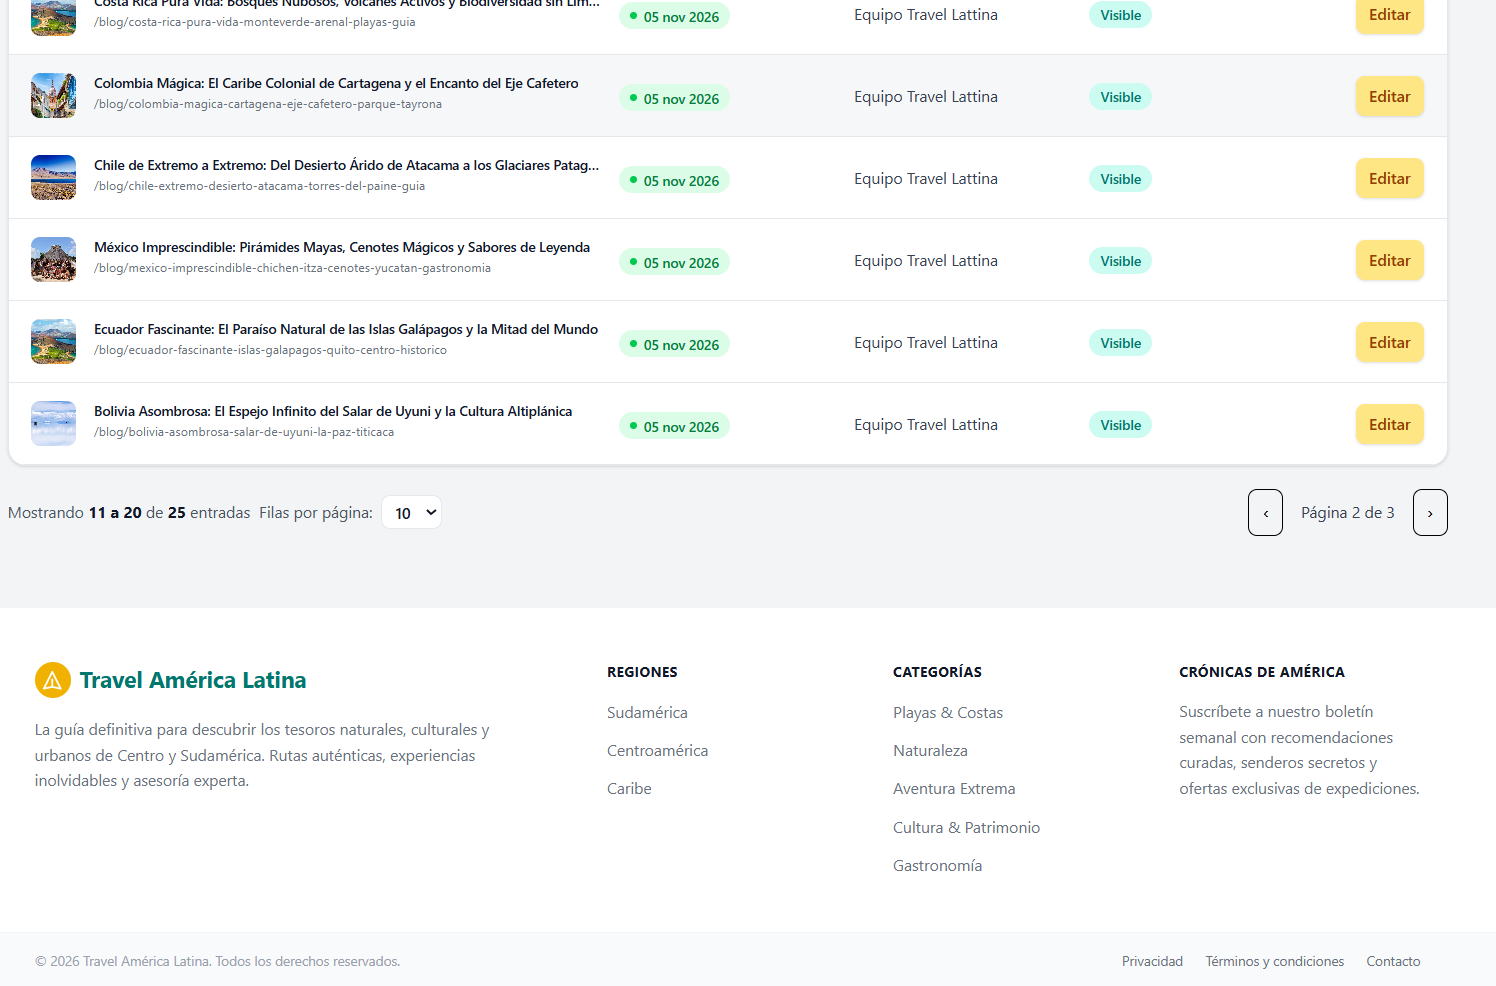 Costa Rica Pura Vida: Bosques Nubosos, Volcanes Activos y Biodiversidad sin Lím...
/blog/costa-rica-pura-vida-monteverde-arenal-playas-guia
05 nov 2026
Equipo Travel Lattina
Visible
Editar
Colombia Mágica: El Caribe Colonial de Cartagena y el Encanto del Eje Cafetero
/blog/colombia-magica-cartagena-eje-cafetero-parque-tayrona
05 nov 2026
Equipo Travel Lattina
Visible
Editar
Chile de Extremo a Extremo: Del Desierto Árido de Atacama a los Glaciares Patag...
/blog/chile-extremo-desierto-atacama-torres-del-paine-guia
05 nov 2026
Equipo Travel Lattina
Visible
Editar
México Imprescindible: Pirámides Mayas, Cenotes Mágicos y Sabores de Leyenda
/blog/mexico-imprescindible-chichen-itza-cenotes-yucatan-gastronomia
05 nov 2026
Equipo Travel Lattina
Visible
Editar
Ecuador Fascinante: El Paraíso Natural de las Islas Galápagos y la Mitad del Mundo
/blog/ecuador-fascinante-islas-galapagos-quito-centro-historico
05 nov 2026
Equipo Travel Lattina
Visible
Editar
Bolivia Asombrosa: El Espejo Infinito del Salar de Uyuni y la Cultura Altiplánica
/blog/bolivia-asombrosa-salar-de-uyuni-la-paz-titicaca
05 nov 2026
Equipo Travel Lattina
Visible
Editar
Mostrando 11 a 20 de 25 entradas Filas por página: 10
‹ Página 2 de 3 ›
Travel América Latina
La guía definitiva para descubrir los tesoros naturales, culturales y
urbanos de Centro y Sudamérica. Rutas auténticas, experiencias
inolvidables y asesoría experta.
REGIONES
Sudamérica
Centroamérica
Caribe
CATEGORÍAS
Playas & Costas
Naturaleza
Aventura Extrema
Cultura & Patrimonio
Gastronomía
CRÓNICAS DE AMÉRICA
Suscríbete a nuestro boletín
semanal con recomendaciones
curadas, senderos secretos y
ofertas exclusivas de expediciones.
© 2026 Travel América Latina. Todos los derechos reservados.
Privacidad Términos y condiciones Contacto